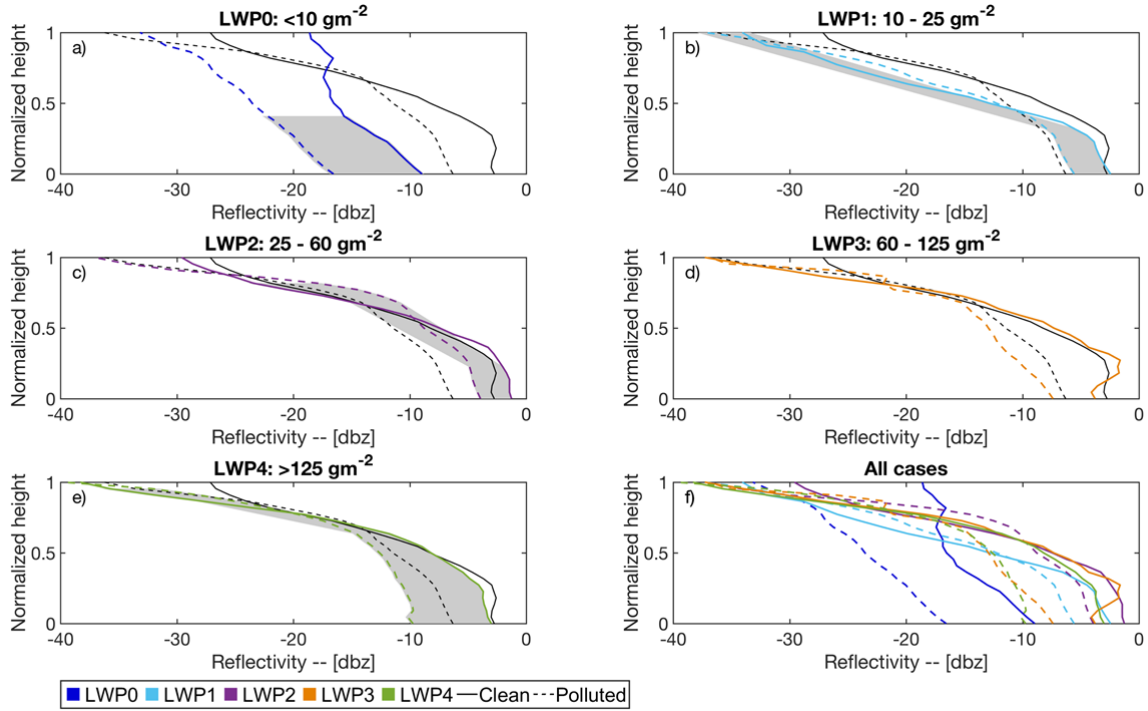 LWP0: <10 gm-2
LWP1: 10 - 25 gm-2
Normalized height
1
0.5
0
a)
-40
-30
-20
-10
0
Reflectivity -- [dbz]
Normalized height
1
0.5
0
b)
-40
-30
-20
-10
0
Reflectivity -- [dbz]
LWP2: 25 - 60 gm-2
LWP3: 60 - 125 gm-2
Normalized height
1
0.5
0
c)
-40
-30
-20
-10
0
Reflectivity -- [dbz]
Normalized height
1
0.5
0
d)
-40
-30
-20
-10
0
Reflectivity -- [dbz]
LWP4: >125 gm-2
All cases
Normalized height
1
0.5
0
e)
-40
-30
-20
-10
0
Reflectivity -- [dbz]
Normalized height
1
0.5
0
f)
-40
-30
-20
-10
0
Reflectivity -- [dbz]
LWP0 LWP1 LWP2 LWP3 LWP4 Clean Polluted